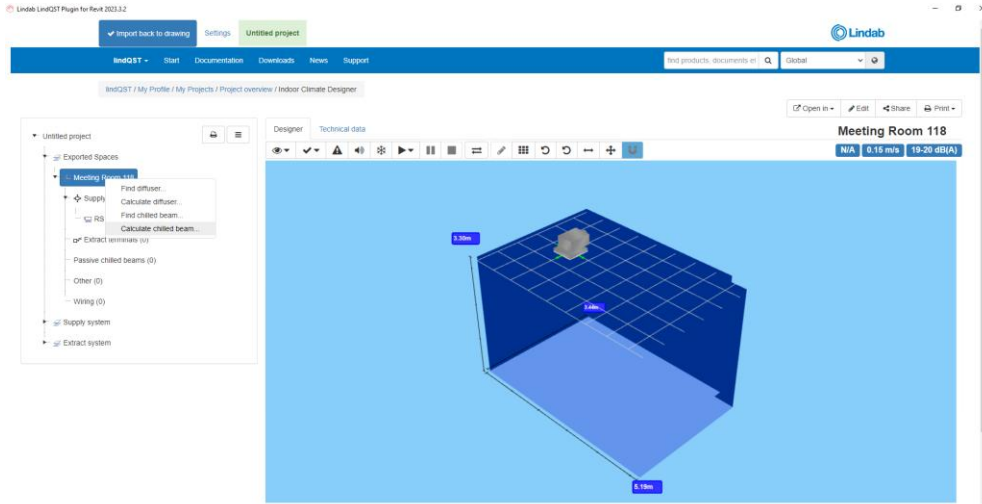 Lindab LindQST Plugin for Revit 2023.3.2
Import back to drawing Settings Untitled project
Lindab
lindQST Start Documentation Downloads News Support
find products, documents et Global
lindQST / My Profile / My Projects / Project overview / Indoor Climate Designer
Open in Edit Share Print
Untitled project
Exported Spaces
Meeting Room 118
Supply
RS
Extract terminals (0)
Passive chilled beams (0)
Other (0)
Wiring (0)
Supply system
Extract system
Find diffuser...
Calculate diffuser...
Find chilled beam...
Calculate chilled beam...
Designer Technical data
Meeting Room 118
N/A 0.15 m/s 19-20 dB(A)
3.30m
5.19m